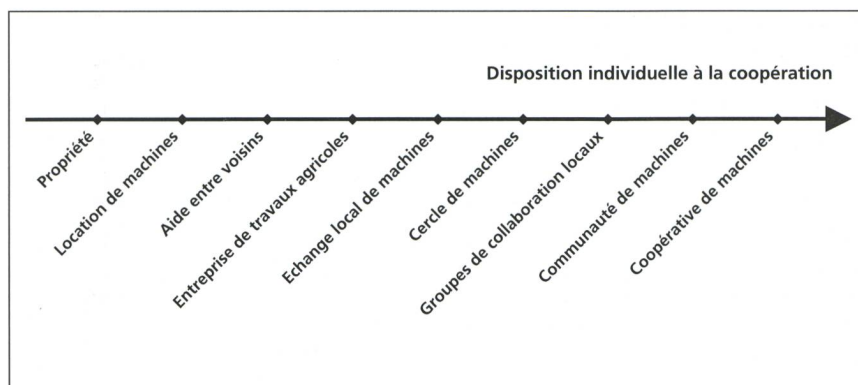 Disposition individuelle à la coopération
Propriété
Location de machines
Aide entre voisins
Entreprise de travaux agricoles
Echange local de machines
Cercle de machines
Groupes de collaboration locaux
Communauté de machines
Coopérative de machines